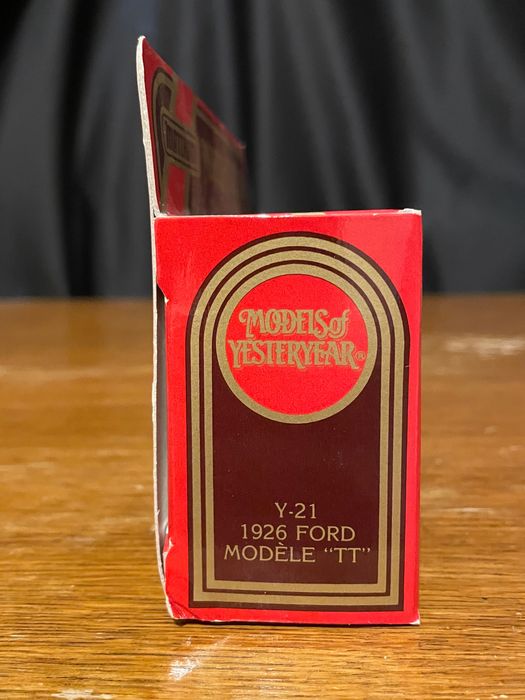 MODELS of
YESTERYEAR®
Y-21
1926 FORD
MODÈLE “TT”